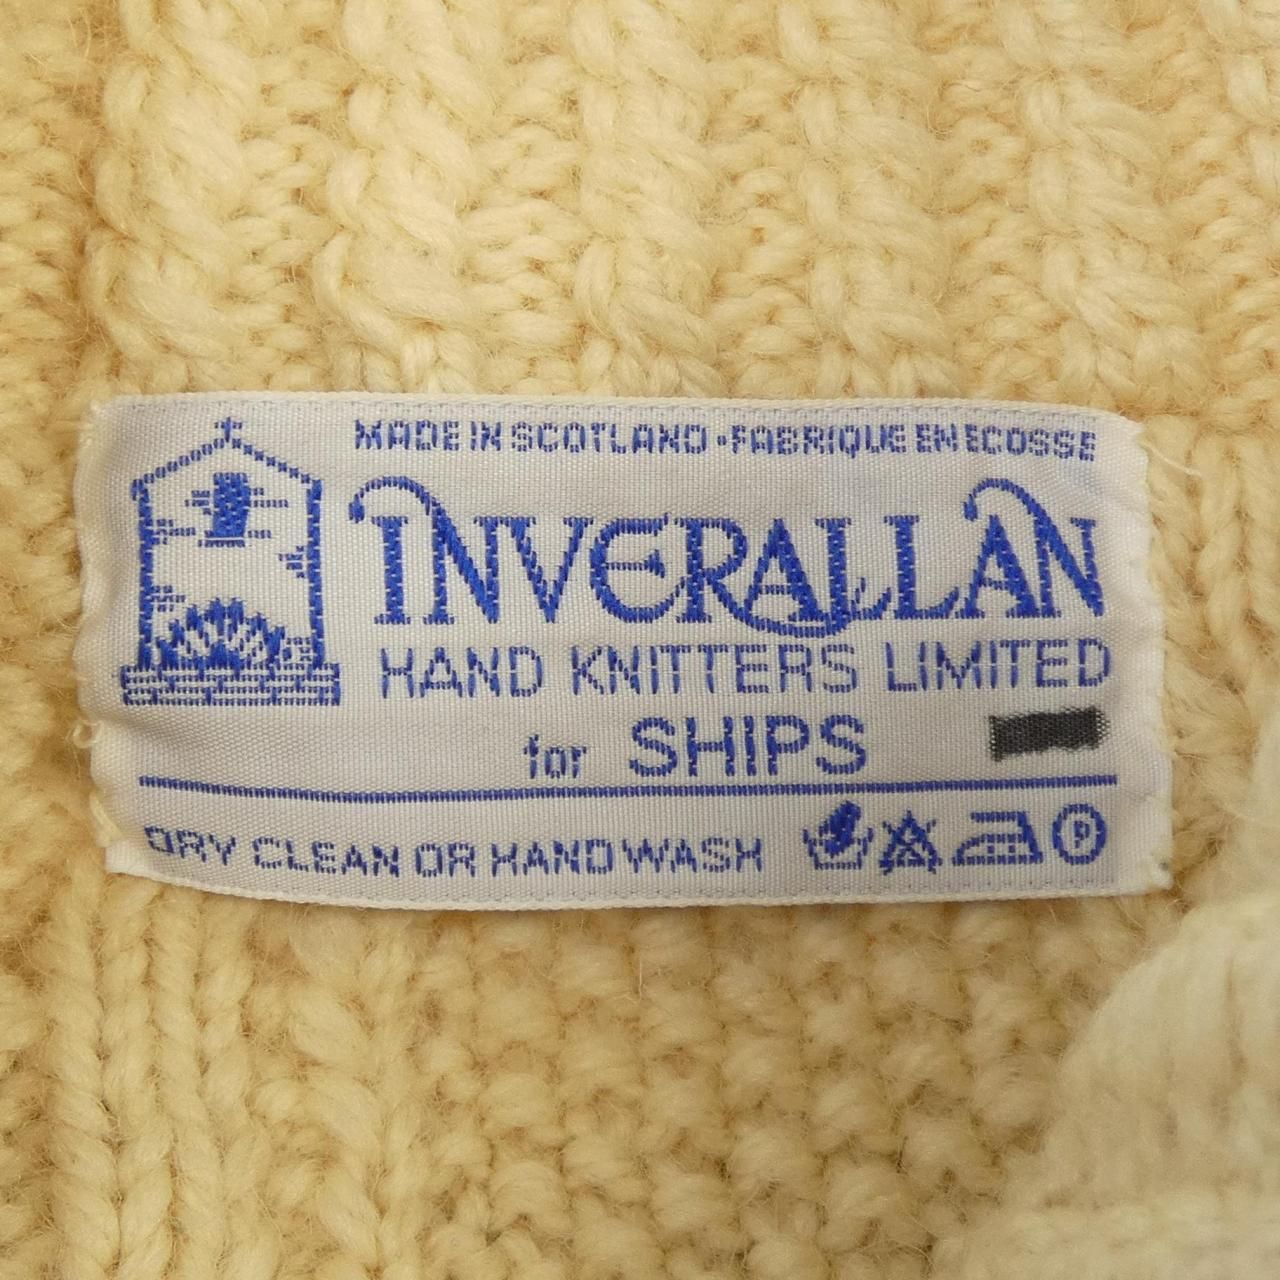 MADE IN SCOTLAND · FABRIQUE EN ECOSSE
INVERALLAN
HAND KNITTERS LIMITED
for SHIPS
DRY CLEAN OR HAND WASH
P